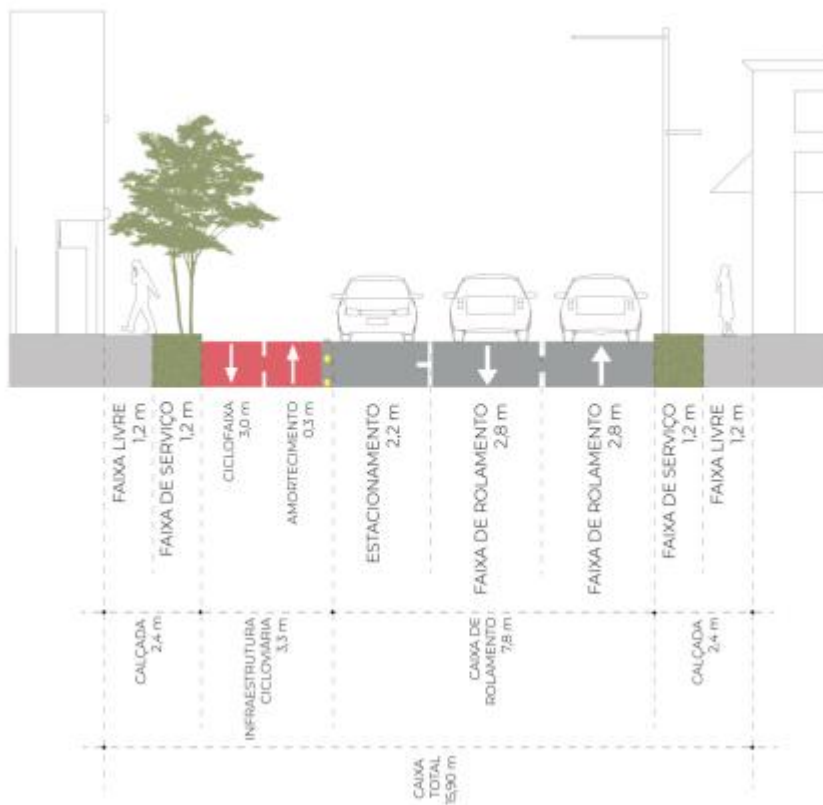 FAIXA LIVRE
1,2 m
FAIXA DE SERVIÇO
1,2 m
CICLOFAIXA
3,0 m
AMORTECIMENTO
0,3 m
ESTACIONAMENTO
2,2 m
FAIXA DE ROLAMENTO
2,8 m
FAIXA DE ROLAMENTO
2,8 m
FAIXA DE SERVIÇO
1,2 m
FAIXA LIVRE
1,2 m
CALÇADA
2,4 m
INFRAESTRUTURA
CICLOVIÁRIA
3,3 m
CAIXA DE
ROLAMENTO
7,8 m
CALÇADA
2,4 m
CAIXA
TOTAL
15,90 m